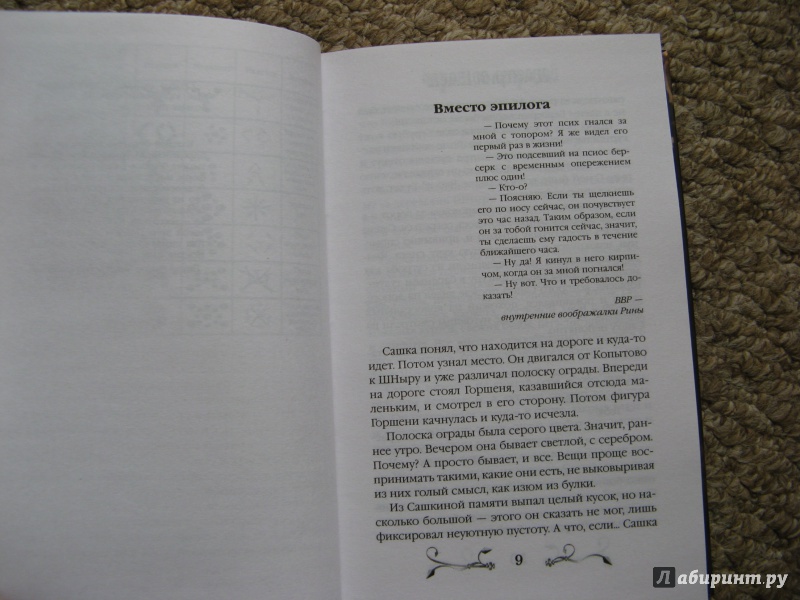 Вместо эпилога
— Почему этот псих гнался за
мной с топором? Я же видел его
первый раз в жизни!
— Это подсевший на псиос бер-
серк с временным опережением
плюс один!
— Кто-о?
— Поясняю. Если ты щелкнешь
его по носу сейчас, он почувствует
это час назад. Таким образом, если
он за тобой гонится сейчас, значит,
ты сделаешь ему гадость в течение
ближайшего часа.
— Ну да! Я кинул в него кирпи-
чом, когда он за мной погнался!
— Ну вот. Что и требовалось до-
казать!
ВВР —
внутренние воображалки Рины
Сашка понял, что находится на дороге и куда-то
идет. Потом узнал место. Он двигался от Копытово
к ШНыру и уже различал полоску ограды. Впереди
на дороге стоял Горшеня, казавшийся отсюда ма-
леньким, и смотрел в его сторону. Потом фигура
Горшени качнулась и куда-то исчезла.
Полоска ограды была серого цвета. Значит, ран-
нее утро. Вечером она бывает светлой, с серебром.
Почему? А просто бывает, и все. Вещи проще вос-
принимать такими, какие они есть, не выковыривая
из них голый смысл, как изюм из булки.
Из Сашкиной памяти выпал целый кусок, но на-
сколько большой — этого он сказать не мог, лишь
фиксировал неуютную пустоту. А что, если... Сашка
9
Лабиринт.ру